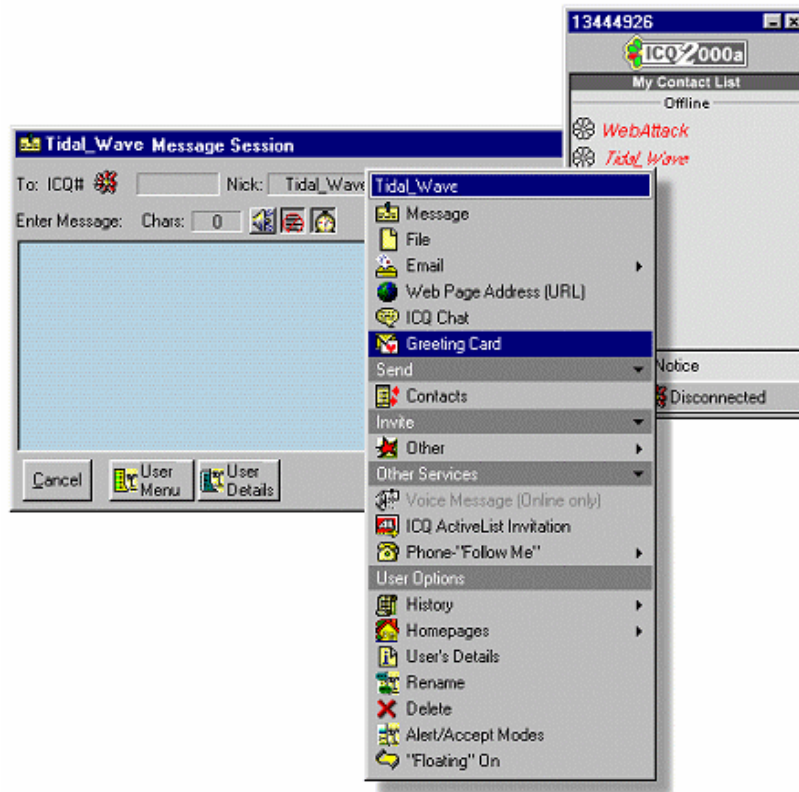 13444926
ICQ2000a
My Contact List
Offline
WebAttack
Tidal_Wave
Notice
Disconnected
Tidal_Wave Message Session
To: ICQ# Nick: Tidal_Wave
Enter Message: Chars: 0
Cancel
User Menu
User Details
Tidal_Wave
Message
File
Email
Web Page Address (URL)
ICQ Chat
Greeting Card
Send
Contacts
Invite
Other
Other Services
Voice Message (Online only)
ICQ ActiveList Invitation
Phone-"Follow Me"
User Options
History
Homepages
User's Details
Rename
Delete
Alert/Accept Modes
"Floating" On